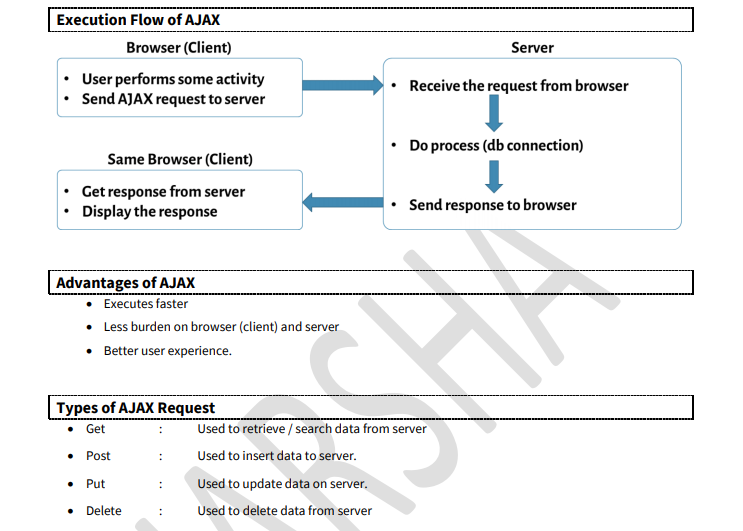 Execution Flow of AJAX
Browser (Client)
• User performs some activity
• Send AJAX request to server
Server
• Receive the request from browser
• Do process (db connection)
• Send response to browser
Same Browser (Client)
• Get response from server
• Display the response
Advantages of AJAX
• Executes faster
• Less burden on browser (client) and server
• Better user experience.
Types of AJAX Request
• Get : Used to retrieve / search data from server
• Post : Used to insert data to server.
• Put : Used to update data on server.
• Delete : Used to delete data from server
HARSHA